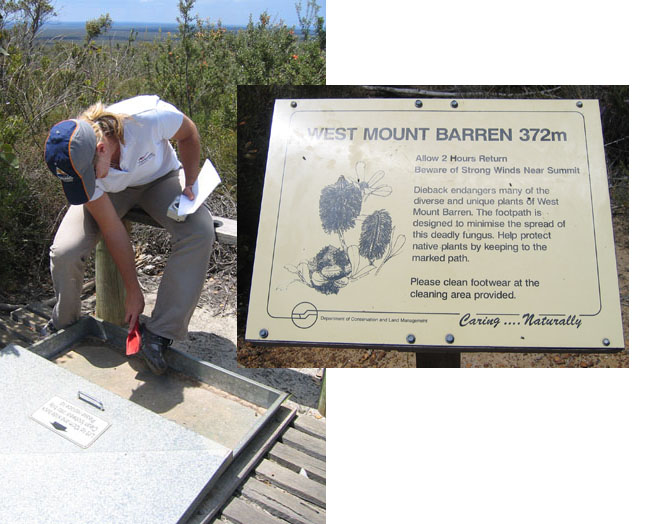 WEST MOUNT BARREN 372m
Allow 2 Hours Return
Beware of Strong Winds Near Summit
Dieback endangers many of the
diverse and unique plants of West
Mount Barren. The footpath is
designed to minimise the spread of
this deadly fungus. Help protect
native plants by keeping to the
marked path.
Please clean footwear at the
cleaning area provided.
Department of Conservation and Land Management
Caring .... Naturally